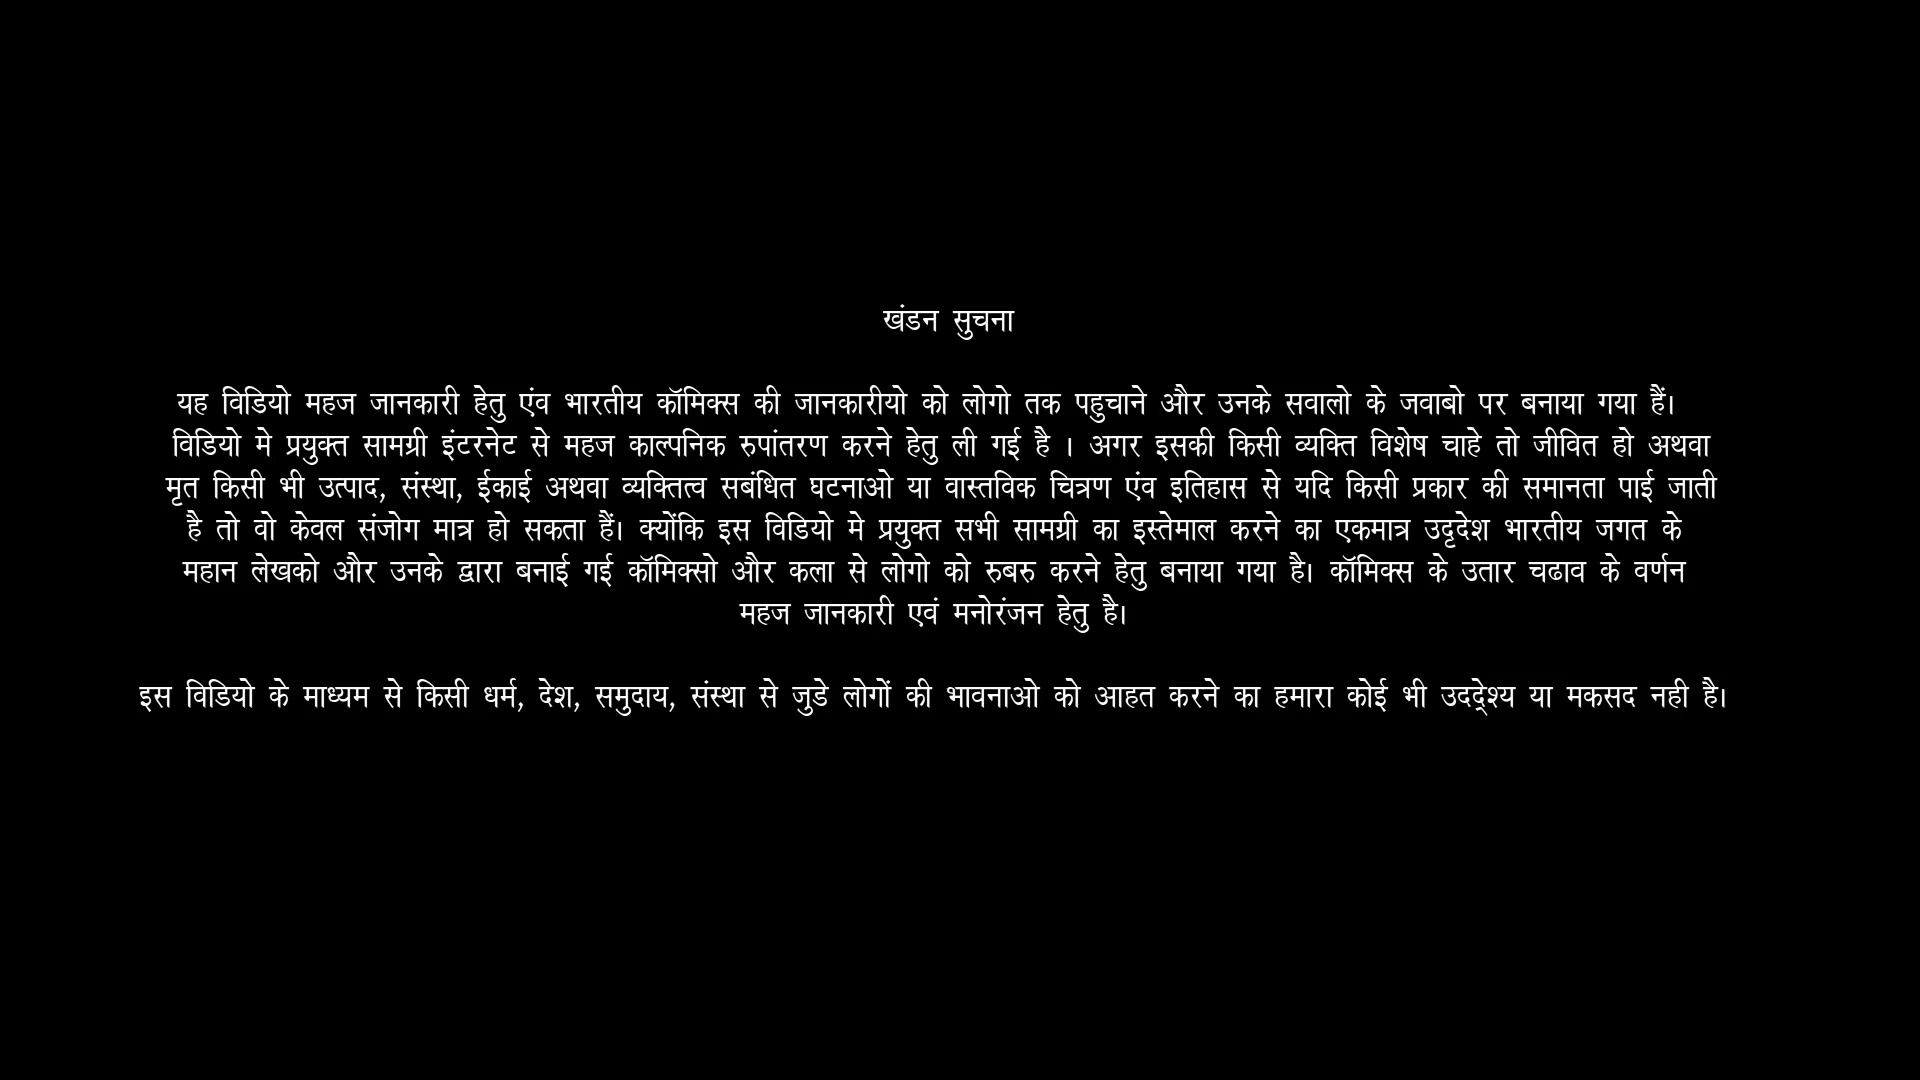 खंडन सुचना
यह विडियो महज जानकारी हेतु एंव भारतीय कॉमिक्स की जानकारीयो को लोगो तक पहुचाने और उनके सवालो के जवाबो पर बनाया गया हैं।
विडियो मे प्रयुक्त सामग्री इंटरनेट से महज काल्पनिक रुपांतरण करने हेतु ली गई है । अगर इसकी किसी व्यक्ति विशेष चाहे तो जीवित हो अथवा
मृत किसी भी उत्पाद, संस्था, ईकाई अथवा व्यक्तित्व सबंधित घटनाओ या वास्तविक चित्रण एंव इतिहास से यदि किसी प्रकार की समानता पाई जाती
है तो वो केवल संजोग मात्र हो सकता हैं। क्योंकि इस विडियो मे प्रयुक्त सभी सामग्री का इस्तेमाल करने का एकमात्र उदृदेश भारतीय जगत के
महान लेखको और उनके द्वारा बनाई गई कॉमिक्सो और कला से लोगो को रुबरु करने हेतु बनाया गया है। कॉमिक्स के उतार चढाव के वर्णन
महज जानकारी एवं मनोरंजन हेतु है।
इस विडियो के माध्यम से किसी धर्म, देश, समुदाय, संस्था से जुडे लोगों की भावनाओ को आहत करने का हमारा कोई भी उददे्श्य या मकसद नही है।